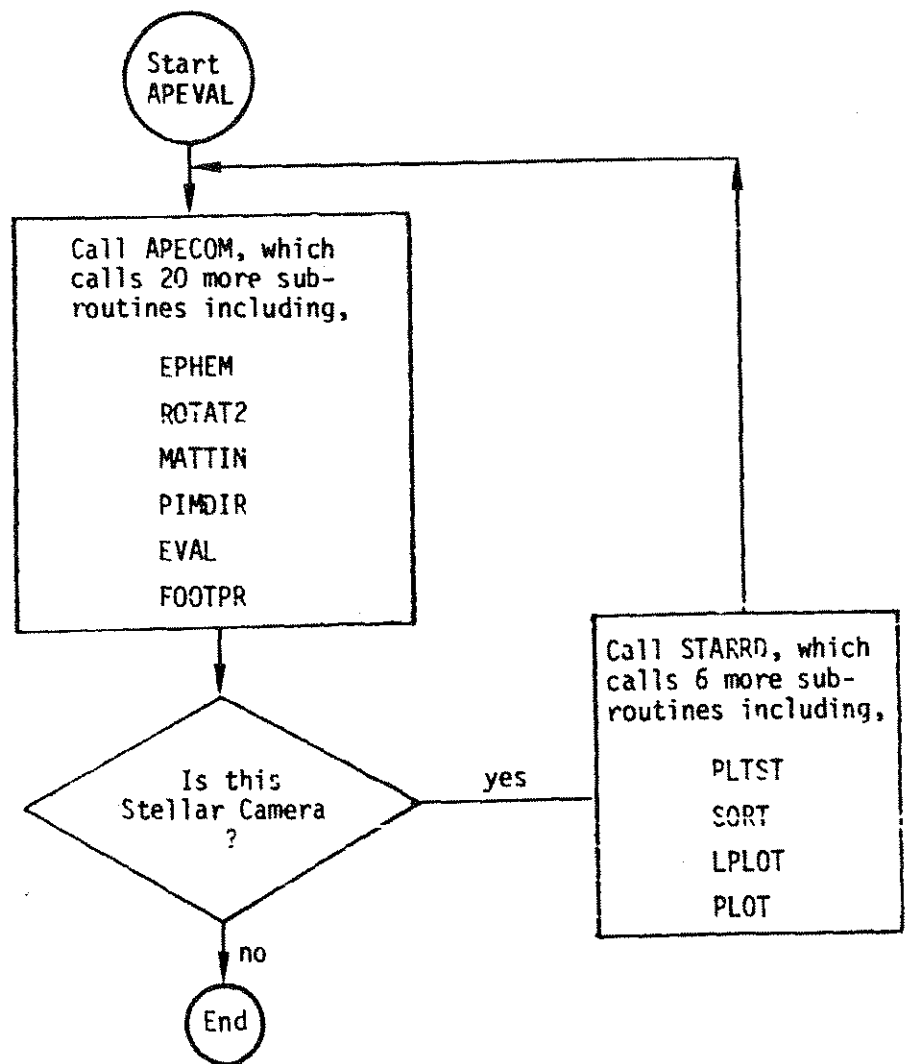 Start
APEVAL
Call APECOM, which
calls 20 more sub-
routines including,
EPHEM
ROTAT2
MATTIN
PIMDIR
EVAL
FOOTPR
Is this
Stellar Camera
?
yes
no
End
Call STARRD, which
calls 6 more sub-
routines including,
PLTST
SORT
LPLOT
PLOT